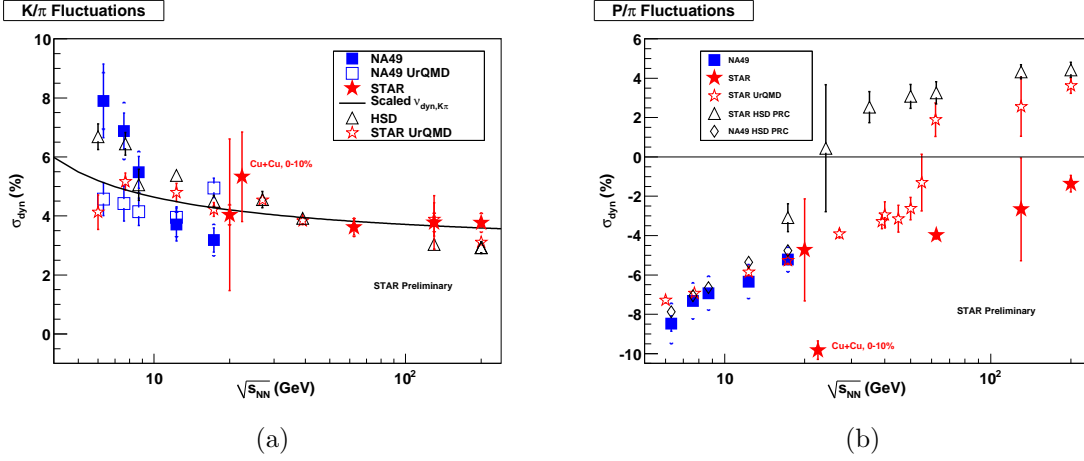 K/π Fluctuations
10
8
6
4
2
0
σdyn (%)
NA49
NA49 UrQMD
STAR
Scaled νdyn,Kπ
HSD
STAR UrQMD
Cu+Cu, 0-10%
STAR Preliminary
10
10²
√sNN (GeV)
(a)
P/π Fluctuations
6
4
2
0
-2
-4
-6
-8
-10
σdyn (%)
NA49
STAR
STAR UrQMD
STAR HSD PRC
NA49 HSD PRC
Cu+Cu, 0-10%
STAR Preliminary
10
10²
√sNN (GeV)
(b)